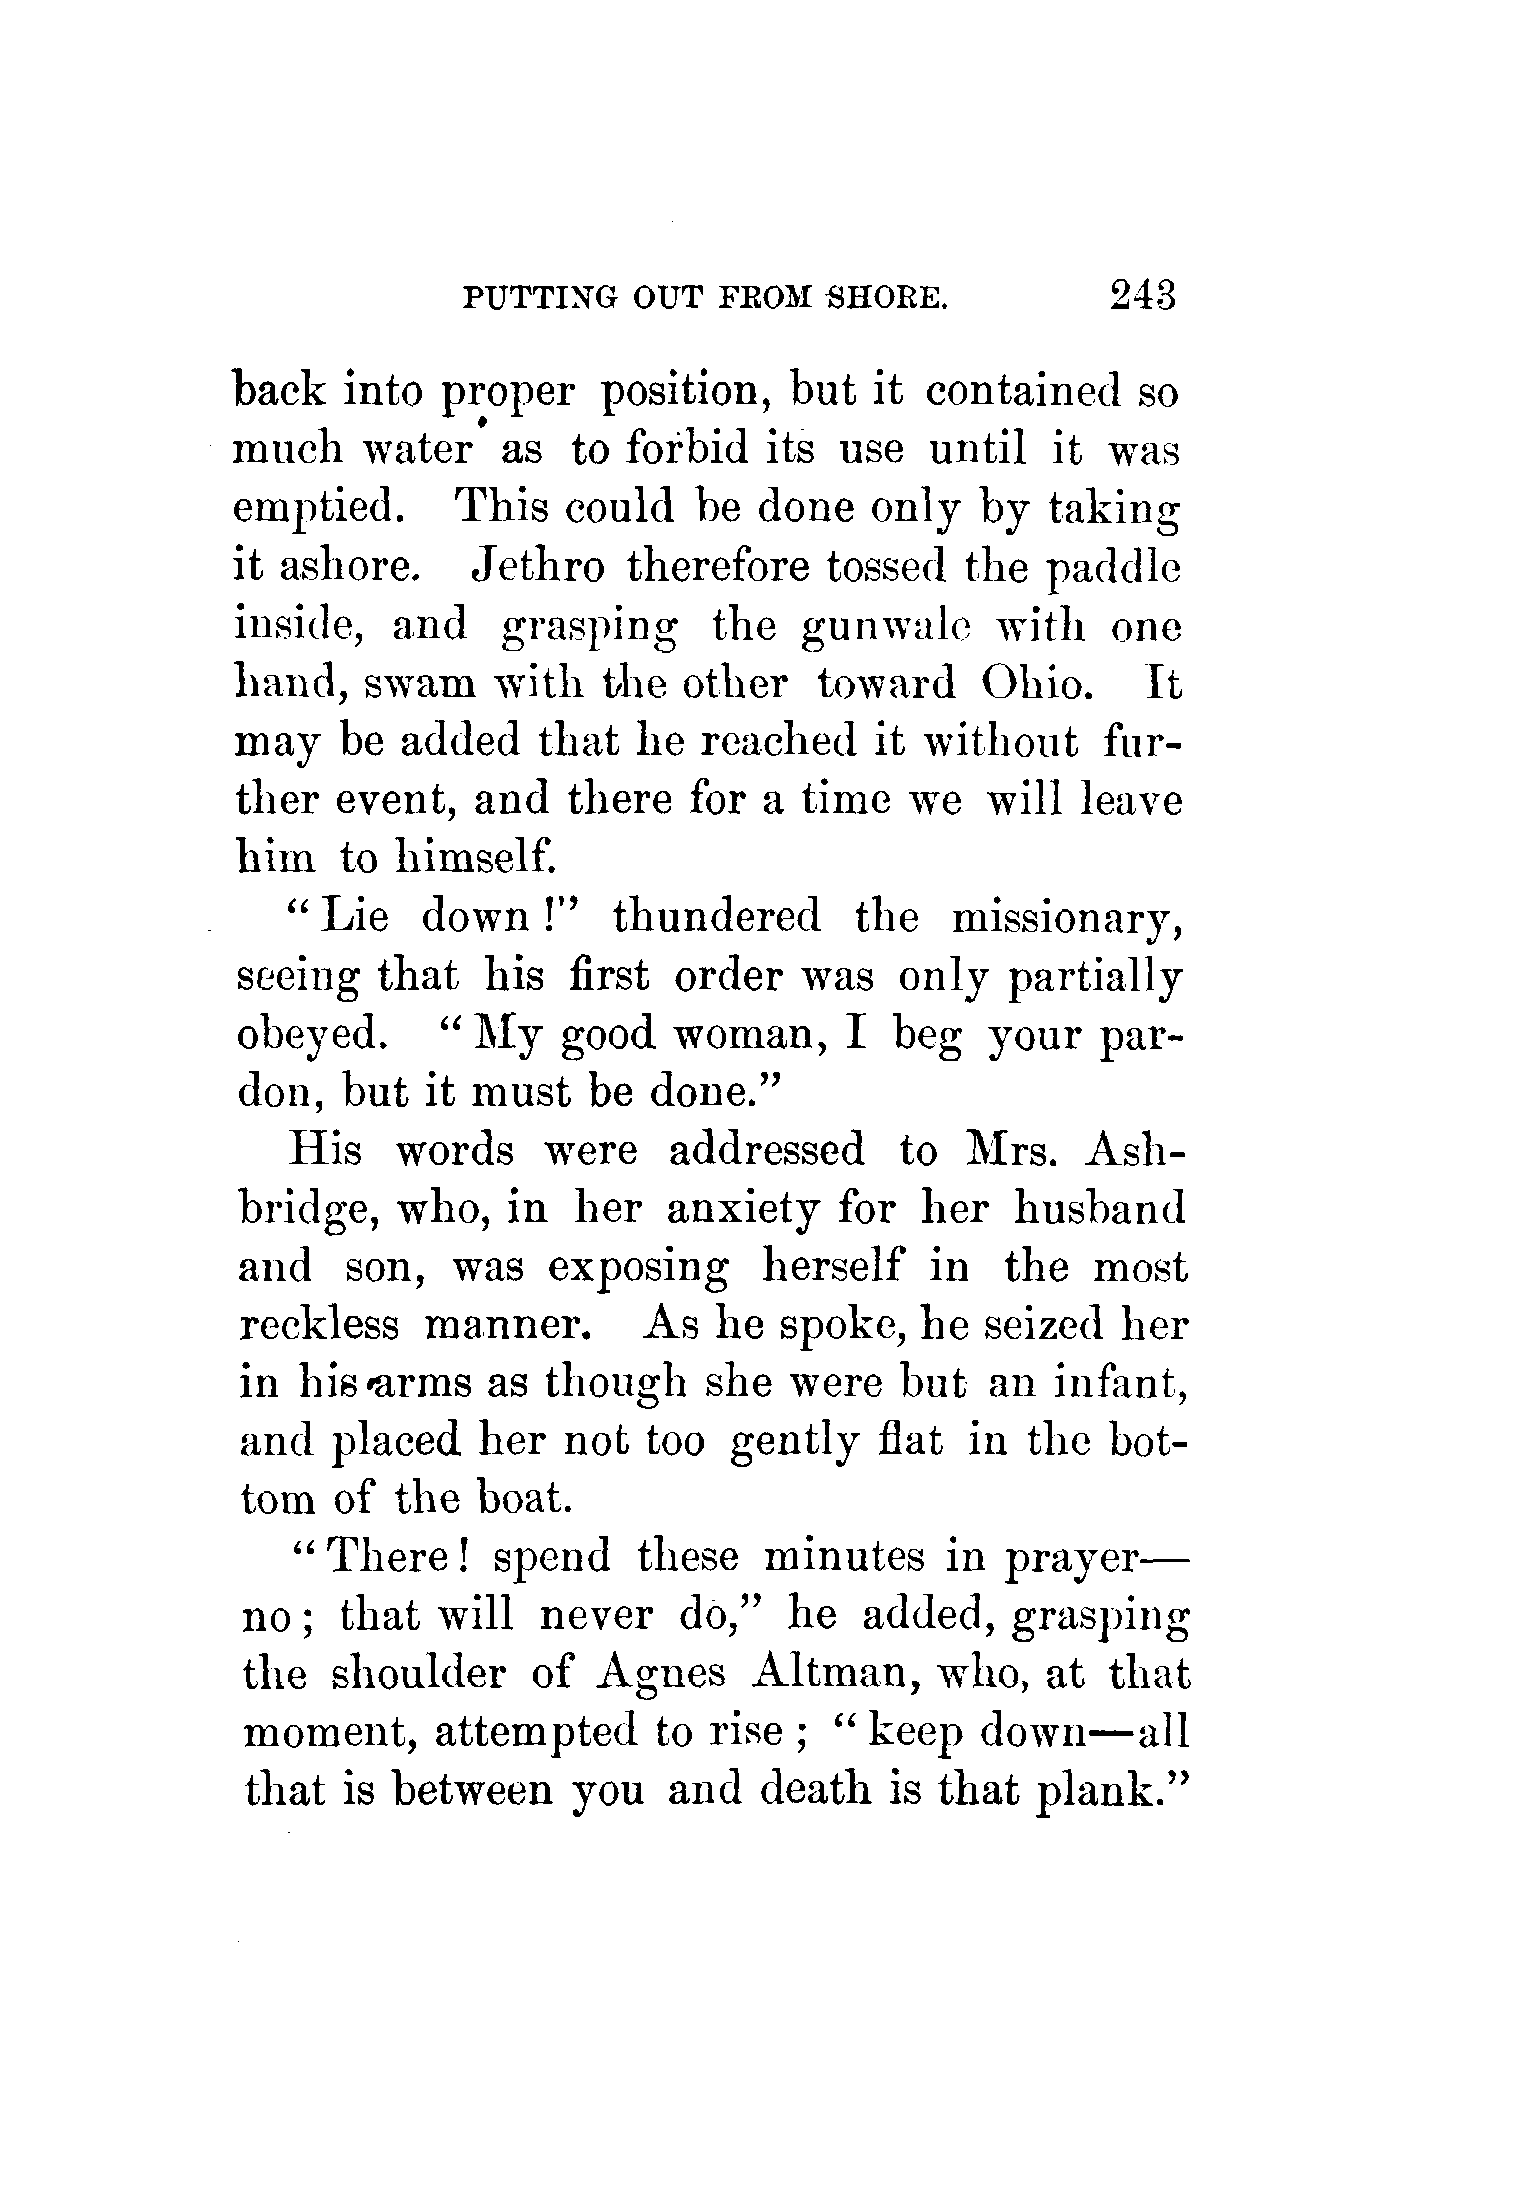 PUTTING OUT FROM SHORE. 243
back into proper position, but it contained so
much water as to forbid its use until it was
emptied. This could be done only by taking
it ashore. Jethro therefore tossed the paddle
inside, and grasping the gunwale with one
hand, swam with the other toward Ohio. It
may be added that he reached it without fur-
ther event, and there for a time we will leave
him to himself.
“Lie down!” thundered the missionary,
seeing that his first order was only partially
obeyed. “My good woman, I beg your par-
don, but it must be done.”
His words were addressed to Mrs. Ash-
bridge, who, in her anxiety for her husband
and son, was exposing herself in the most
reckless manner. As he spoke, he seized her
in his arms as though she were but an infant,
and placed her not too gently flat in the bot-
tom of the boat.
“There! spend these minutes in prayer—
no; that will never do,” he added, grasping
the shoulder of Agnes Altman, who, at that
moment, attempted to rise; “keep down—all
that is between you and death is that plank.”